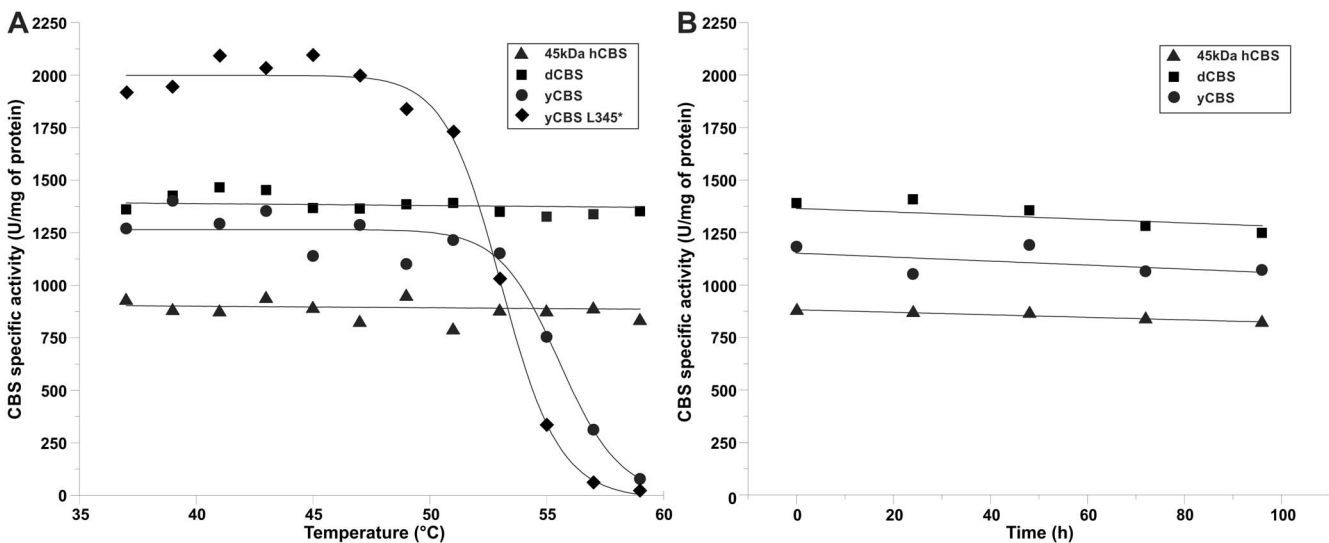 A
CBS specific activity (U/mg of protein)
2250
2000
1750
1500
1250
1000
750
500
250
0
35
40
45
50
55
60
Temperature (°C)
45kDa hCBS
dCBS
yCBS
yCBS L345*
B
CBS specific activity (U/mg of protein)
2250
2000
1750
1500
1250
1000
750
500
250
0
0
20
40
60
80
100
Time (h)
45kDa hCBS
dCBS
yCBS